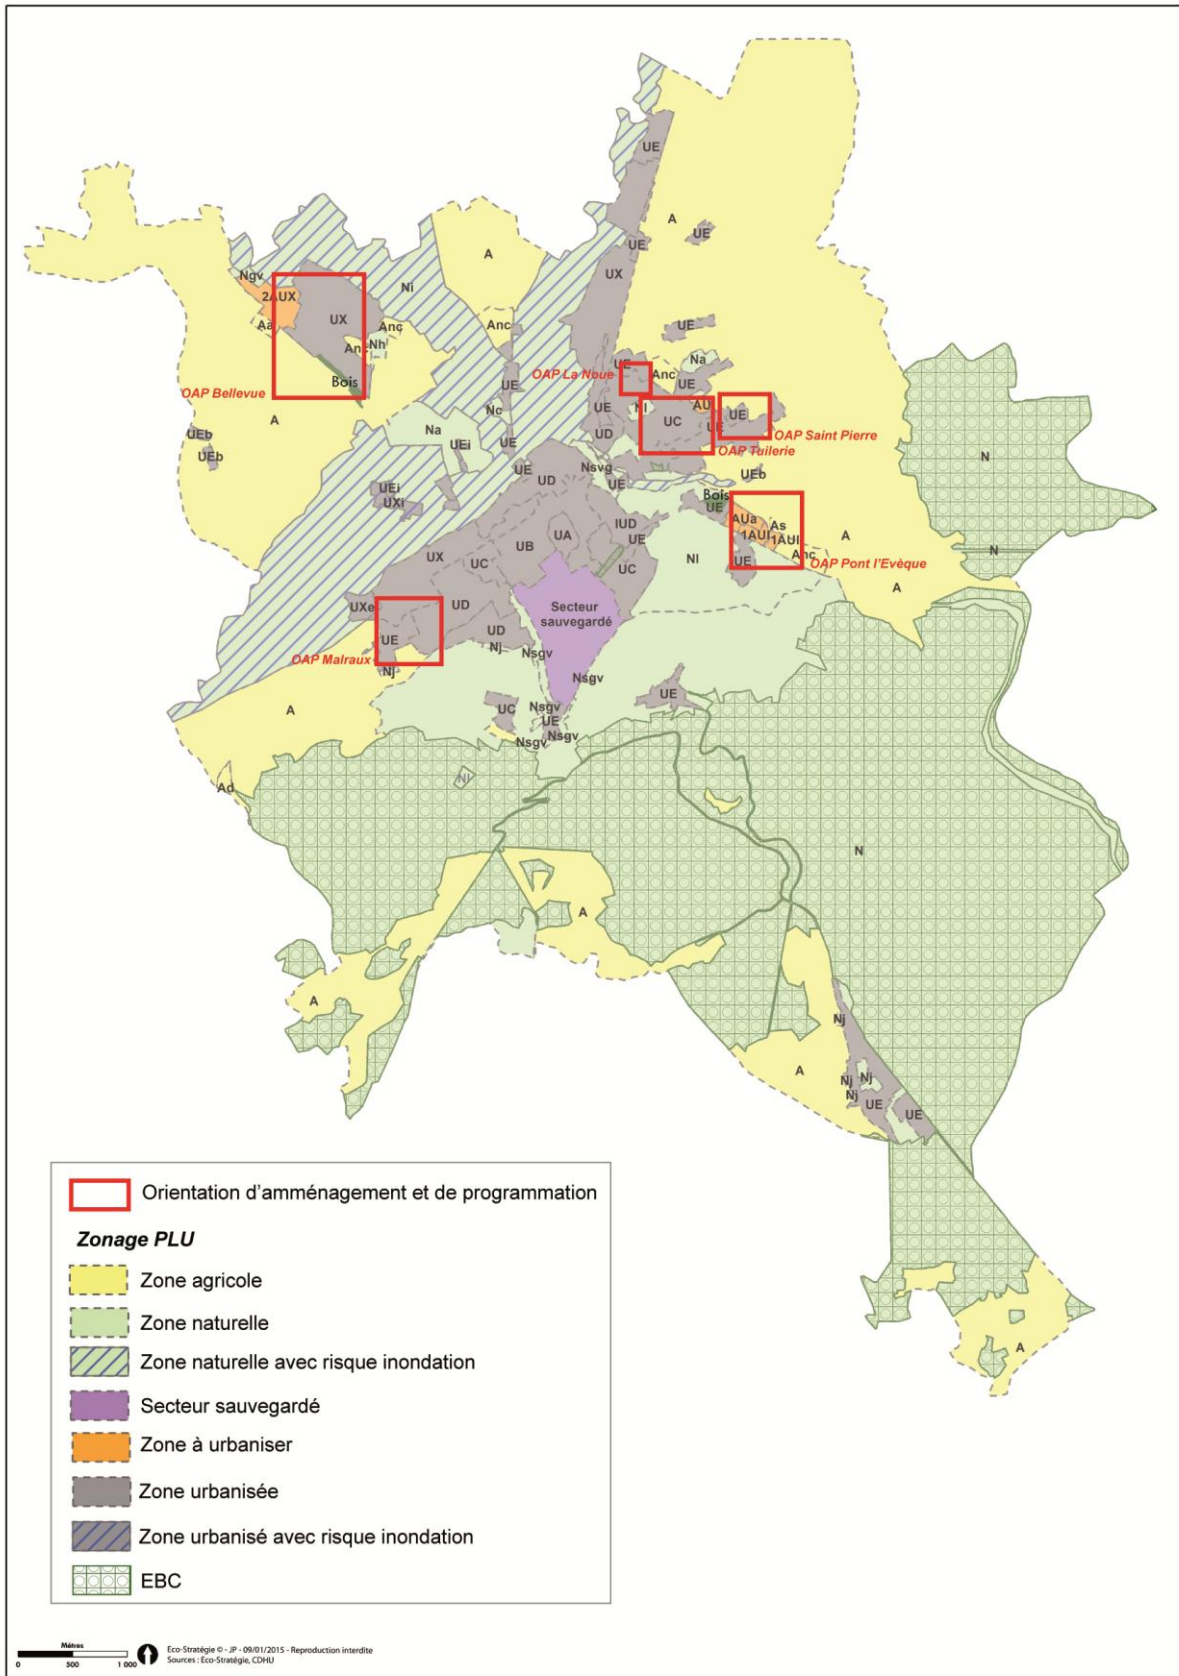 UE
A
UE
UE
A
UX
Ngv
Ni
2AUX
Aa
UX
Anc
Anc
UE
Anc
Nh
Na
UE
OAP La Noue
Anc
UE
Bois
UE
OAP Bellevue
Nc
UE
NI
AU
UE
A
Na
UC
UE
OAP Saint Pierre
UEb
UEi
UE
UD
OAP Tuilerie
UEb
UE
UD
Nsvg
UEb
UEi
UE
Bois
UXi
UE
N
IUD
AUa
As
UA
UE
1AUI
1AUI
A
UB
NI
Anc
N
UX
UC
UC
UE
OAP Pont l'Evèque
A
UXe
UD
Secteur
sauvegardé
UE
UD
OAP Malraux
Nj
Nj
Nsgv
Nsgv
UE
A
UC
Nsgv
UE
Nsgv
Nsgv
Ad
NI
N
A
A
Nj
A
Nj
Nj
Nj
UE
UE
A
Orientation d'amménagement et de programmation
Zonage PLU
Zone agricole
Zone naturelle
Zone naturelle avec risque inondation
Secteur sauvegardé
Zone à urbaniser
Zone urbanisée
Zone urbanisé avec risque inondation
EBC
Mètres
0 500 1 000
Eco-Stratégie © - JP - 09/01/2015 - Reproduction interdite
Sources : Eco-Stratégie, CDHU